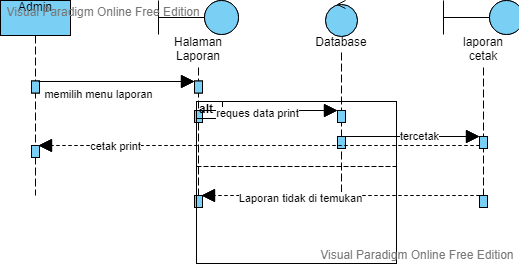 Admin
Visual Paradigm Online Free Edition
Halaman
Laporan
Database
laporan
cetak
memilih menu laporan
alt
reques data print
tercetak
cetak print
Laporan tidak di temukan
Visual Paradigm Online Free Edition